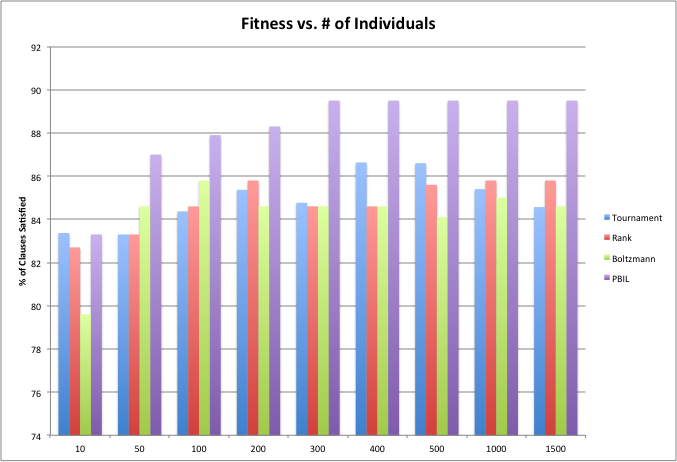 Fitness vs. # of Individuals
92
90
88
86
84
82
80
78
76
74
% of Clauses Satisfied
10 50 100 200 300 400 500 1000 1500
Tournament
Rank
Boltzmann
PBIL